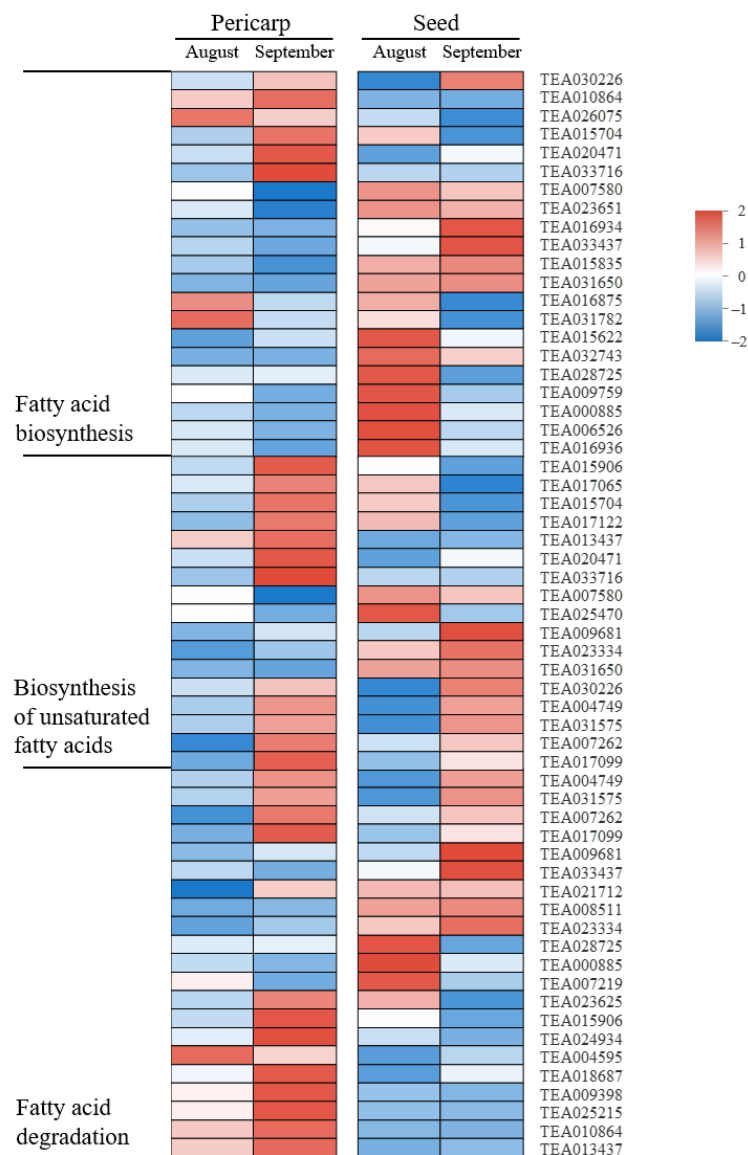 Pericarp Seed
August September August September
TEA030226
TEA010864
TEA026075
TEA015704
TEA020471
TEA033716
TEA007580
TEA023651
TEA016934
TEA033437
TEA015835
TEA031650
TEA016875
TEA031782
TEA015622
TEA032743
TEA028725
TEA009759
TEA000885
TEA006526
TEA016936
Fatty acid
biosynthesis
TEA015906
TEA017065
TEA015704
TEA017122
TEA013437
TEA020471
TEA033716
TEA007580
TEA025470
TEA009681
TEA023334
TEA031650
TEA030226
TEA004749
TEA031575
TEA007262
TEA017099
Biosynthesis
of unsaturated
fatty acids
TEA004749
TEA031575
TEA007262
TEA017099
TEA009681
TEA033437
TEA021712
TEA008511
TEA023334
TEA028725
TEA000885
TEA007219
TEA023625
TEA015906
TEA024934
TEA004595
TEA018687
TEA009398
TEA025215
TEA010864
TEA013437
Fatty acid
degradation
2
1
0
−1
−2